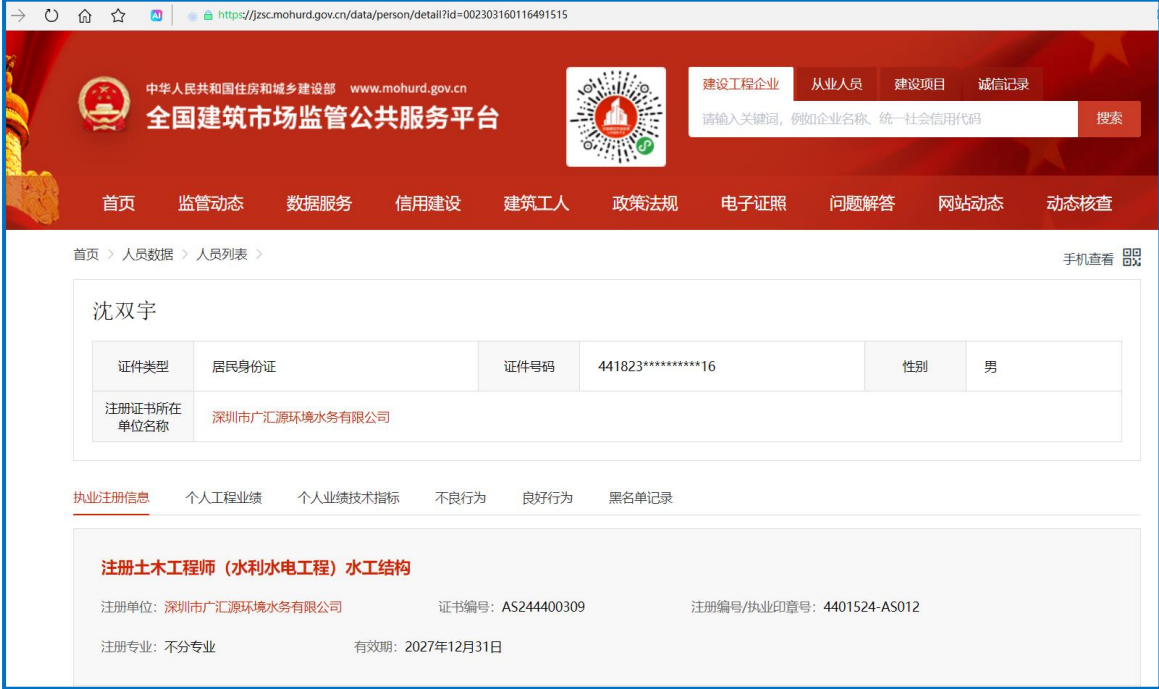 https://jzsc.mohurd.gov.cn/data/person/detail?id=002303160116491515
中华人民共和国住房和城乡建设部 www.mohurd.gov.cn
全国建筑市场监管公共服务平台
建设工程企业 从业人员 建设项目 诚信记录
请输入关键词，例如企业名称、统一社会信用代码 搜索
首页 监管动态 数据服务 信用建设 建筑工人 政策法规 电子证照 问题解答 网站动态 动态核查
首页 > 人员数据 > 人员列表 >
手机查看
沈双宇
证件类型 居民身份证 证件号码 441823**********16 性别 男
注册证书所在
单位名称
深圳市广汇源环境水务有限公司
执业注册信息 个人工程业绩 个人业绩技术指标 不良行为 良好行为 黑名单记录
注册土木工程师（水利水电工程）水工结构
注册单位：深圳市广汇源环境水务有限公司 证书编号：AS244400309 注册编号/执业印章号：4401524-AS012
注册专业：不分专业 有效期：2027年12月31日